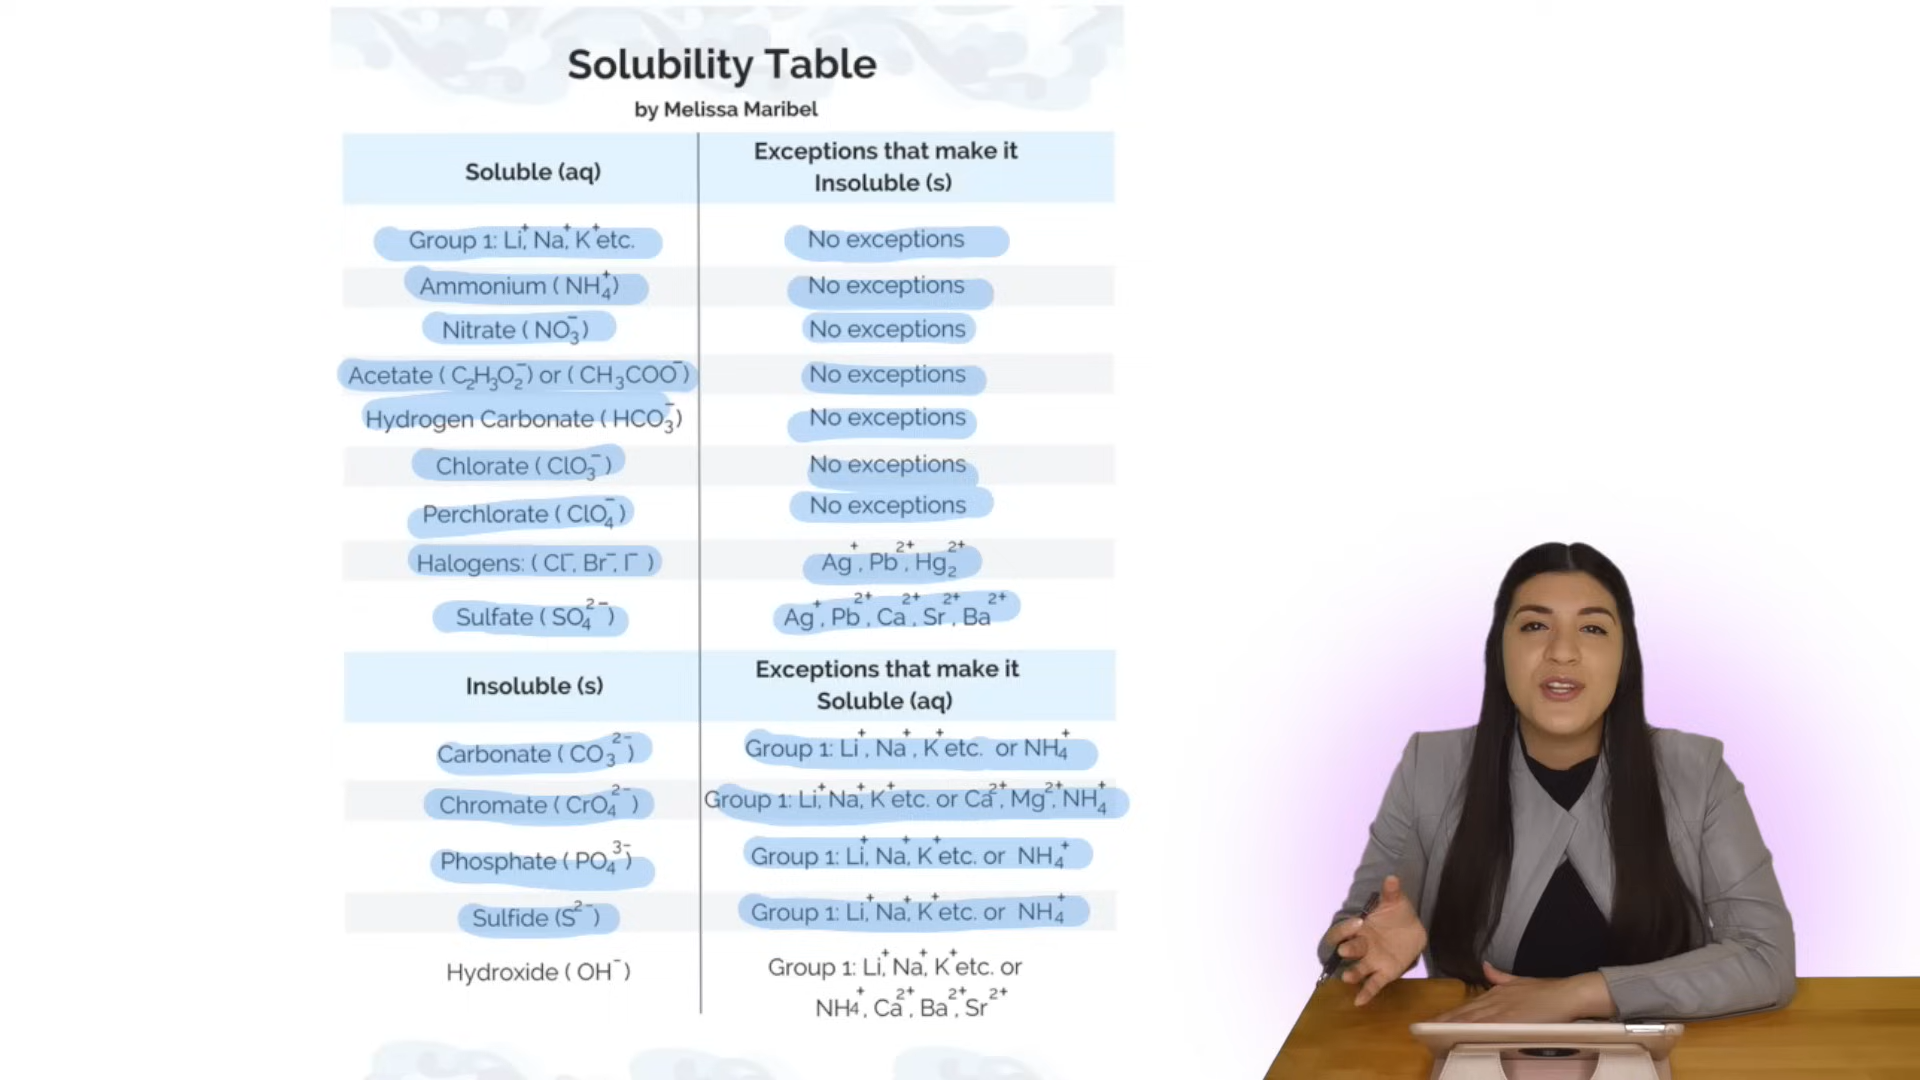 Solubility Table
by Melissa Maribel
Soluble (aq)
Exceptions that make it
Insoluble (s)
Group 1: Li⁺, Na⁺, K⁺ etc.
No exceptions
Ammonium ( NH₄⁺)
No exceptions
Nitrate ( NO₃⁻)
No exceptions
Acetate ( C₂H₃O₂⁻) or ( CH₃COO⁻)
No exceptions
Hydrogen Carbonate ( HCO₃⁻)
No exceptions
Chlorate ( ClO₃⁻)
No exceptions
Perchlorate ( ClO₄⁻)
No exceptions
Halogens: ( Cl⁻, Br⁻, I⁻ )
Ag⁺, Pb²⁺, Hg₂²⁺
Sulfate ( SO₄²⁻)
Ag⁺, Pb²⁺, Ca²⁺, Sr²⁺, Ba²⁺
Insoluble (s)
Exceptions that make it
Soluble (aq)
Carbonate ( CO₃²⁻)
Group 1: Li⁺, Na⁺, K⁺ etc. or NH₄⁺
Chromate ( CrO₄²⁻)
Group 1: Li⁺, Na⁺, K⁺ etc. or Ca²⁺, Mg²⁺, NH₄⁺
Phosphate ( PO₄³⁻)
Group 1: Li⁺, Na⁺, K⁺ etc. or NH₄⁺
Sulfide (S²⁻)
Group 1: Li⁺, Na⁺, K⁺ etc. or NH₄⁺
Hydroxide ( OH⁻)
Group 1: Li⁺, Na⁺, K⁺ etc. or
NH₄⁺, Ca²⁺, Ba²⁺, Sr²⁺